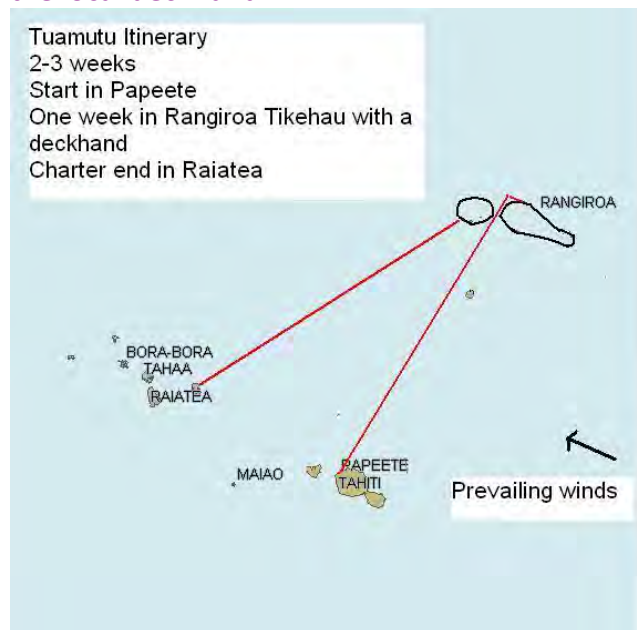 Tuamutu Itinerary
2-3 weeks
Start in Papeete
One week in Rangiroa Tikehau with a
deckhand
Charter end in Raiatea
RANGIROA
BORA-BORA
TAHAA
RAIATEA
MAIAO
PAPEETE
TAHITI
Prevailing winds